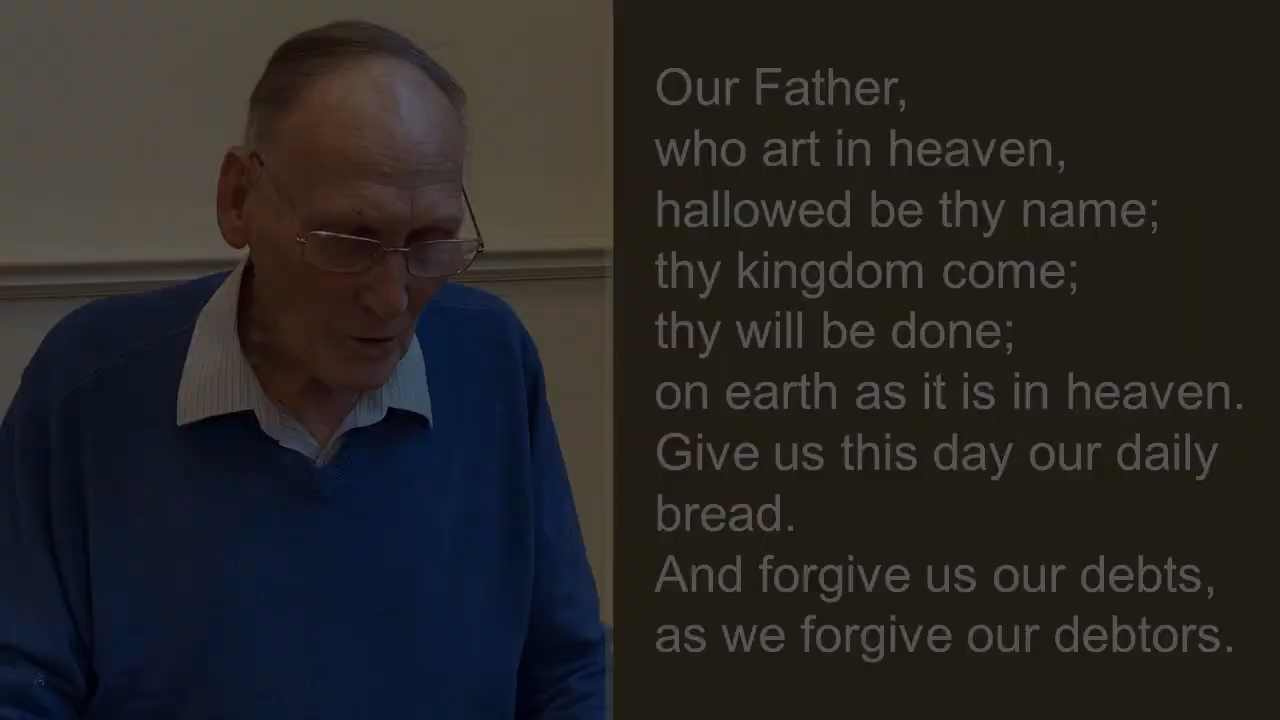 Our Father,
who art in heaven,
hallowed be thy name;
thy kingdom come;
thy will be done;
on earth as it is in heaven.
Give us this day our daily
bread.
And forgive us our debts,
as we forgive our debtors.